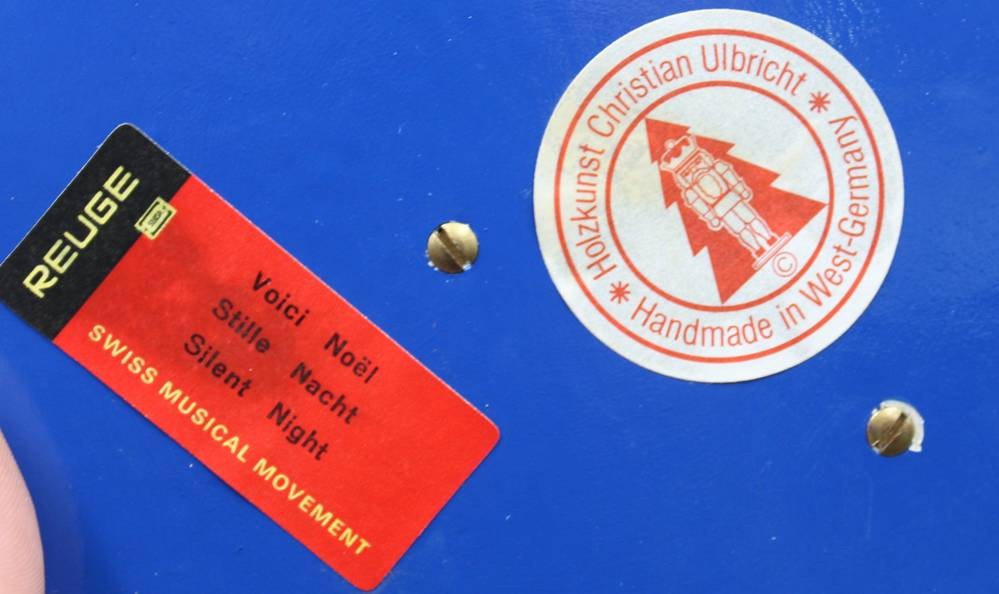 REUGE
Voici Noël
Stille Nacht
Silent Night
SWISS MUSICAL MOVEMENT
* Holzkunst Christian Ulbricht *
Handmade in West-Germany
©